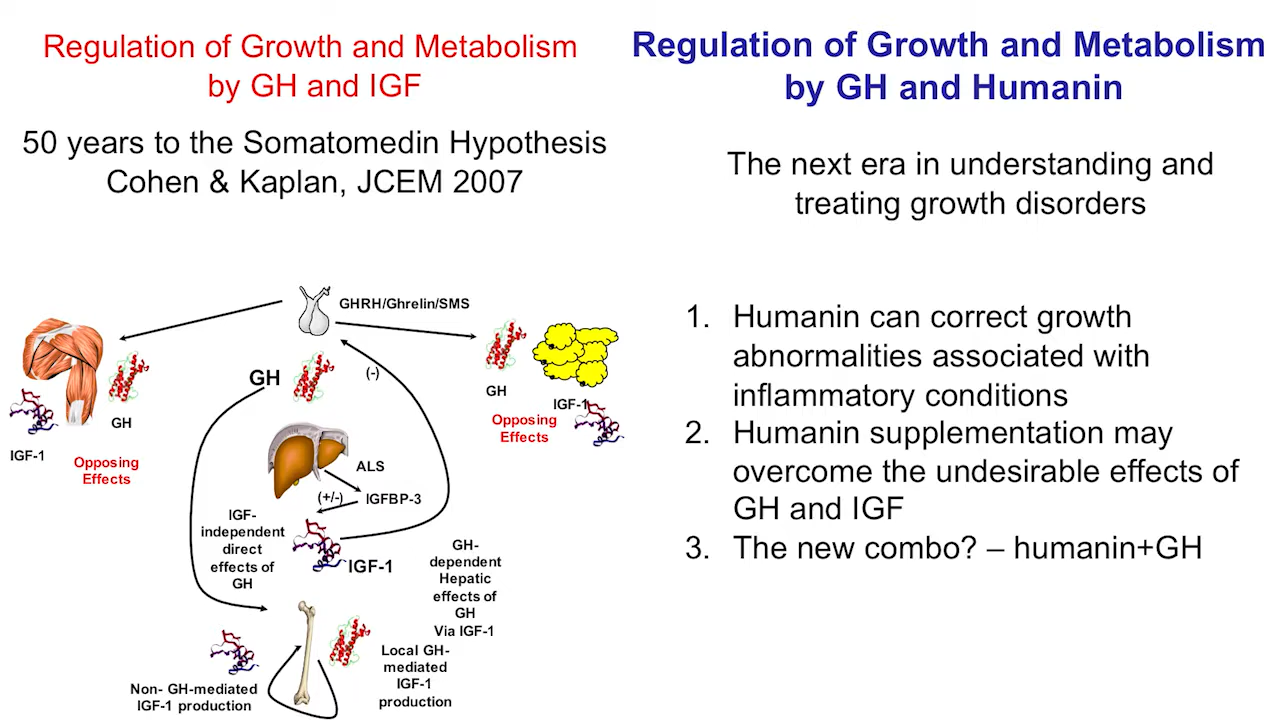 Regulation of Growth and Metabolism
by GH and IGF
50 years to the Somatomedin Hypothesis
Cohen & Kaplan, JCEM 2007
GHRH/Ghrelin/SMS
GH
(-)
GH
IGF-1
Opposing
Effects
GH
IGF-1
Opposing
Effects
ALS
(+/-)
IGFBP-3
IGF-
independent
direct
effects of
GH
IGF-1
GH-
dependent
Hepatic
effects of
GH
Via IGF-1
Local GH-
mediated
IGF-1
production
Non- GH-mediated
IGF-1 production
Regulation of Growth and Metabolism
by GH and Humanin
The next era in understanding and
treating growth disorders
1. Humanin can correct growth
abnormalities associated with
inflammatory conditions
2. Humanin supplementation may
overcome the undesirable effects of
GH and IGF
3. The new combo? – humanin+GH